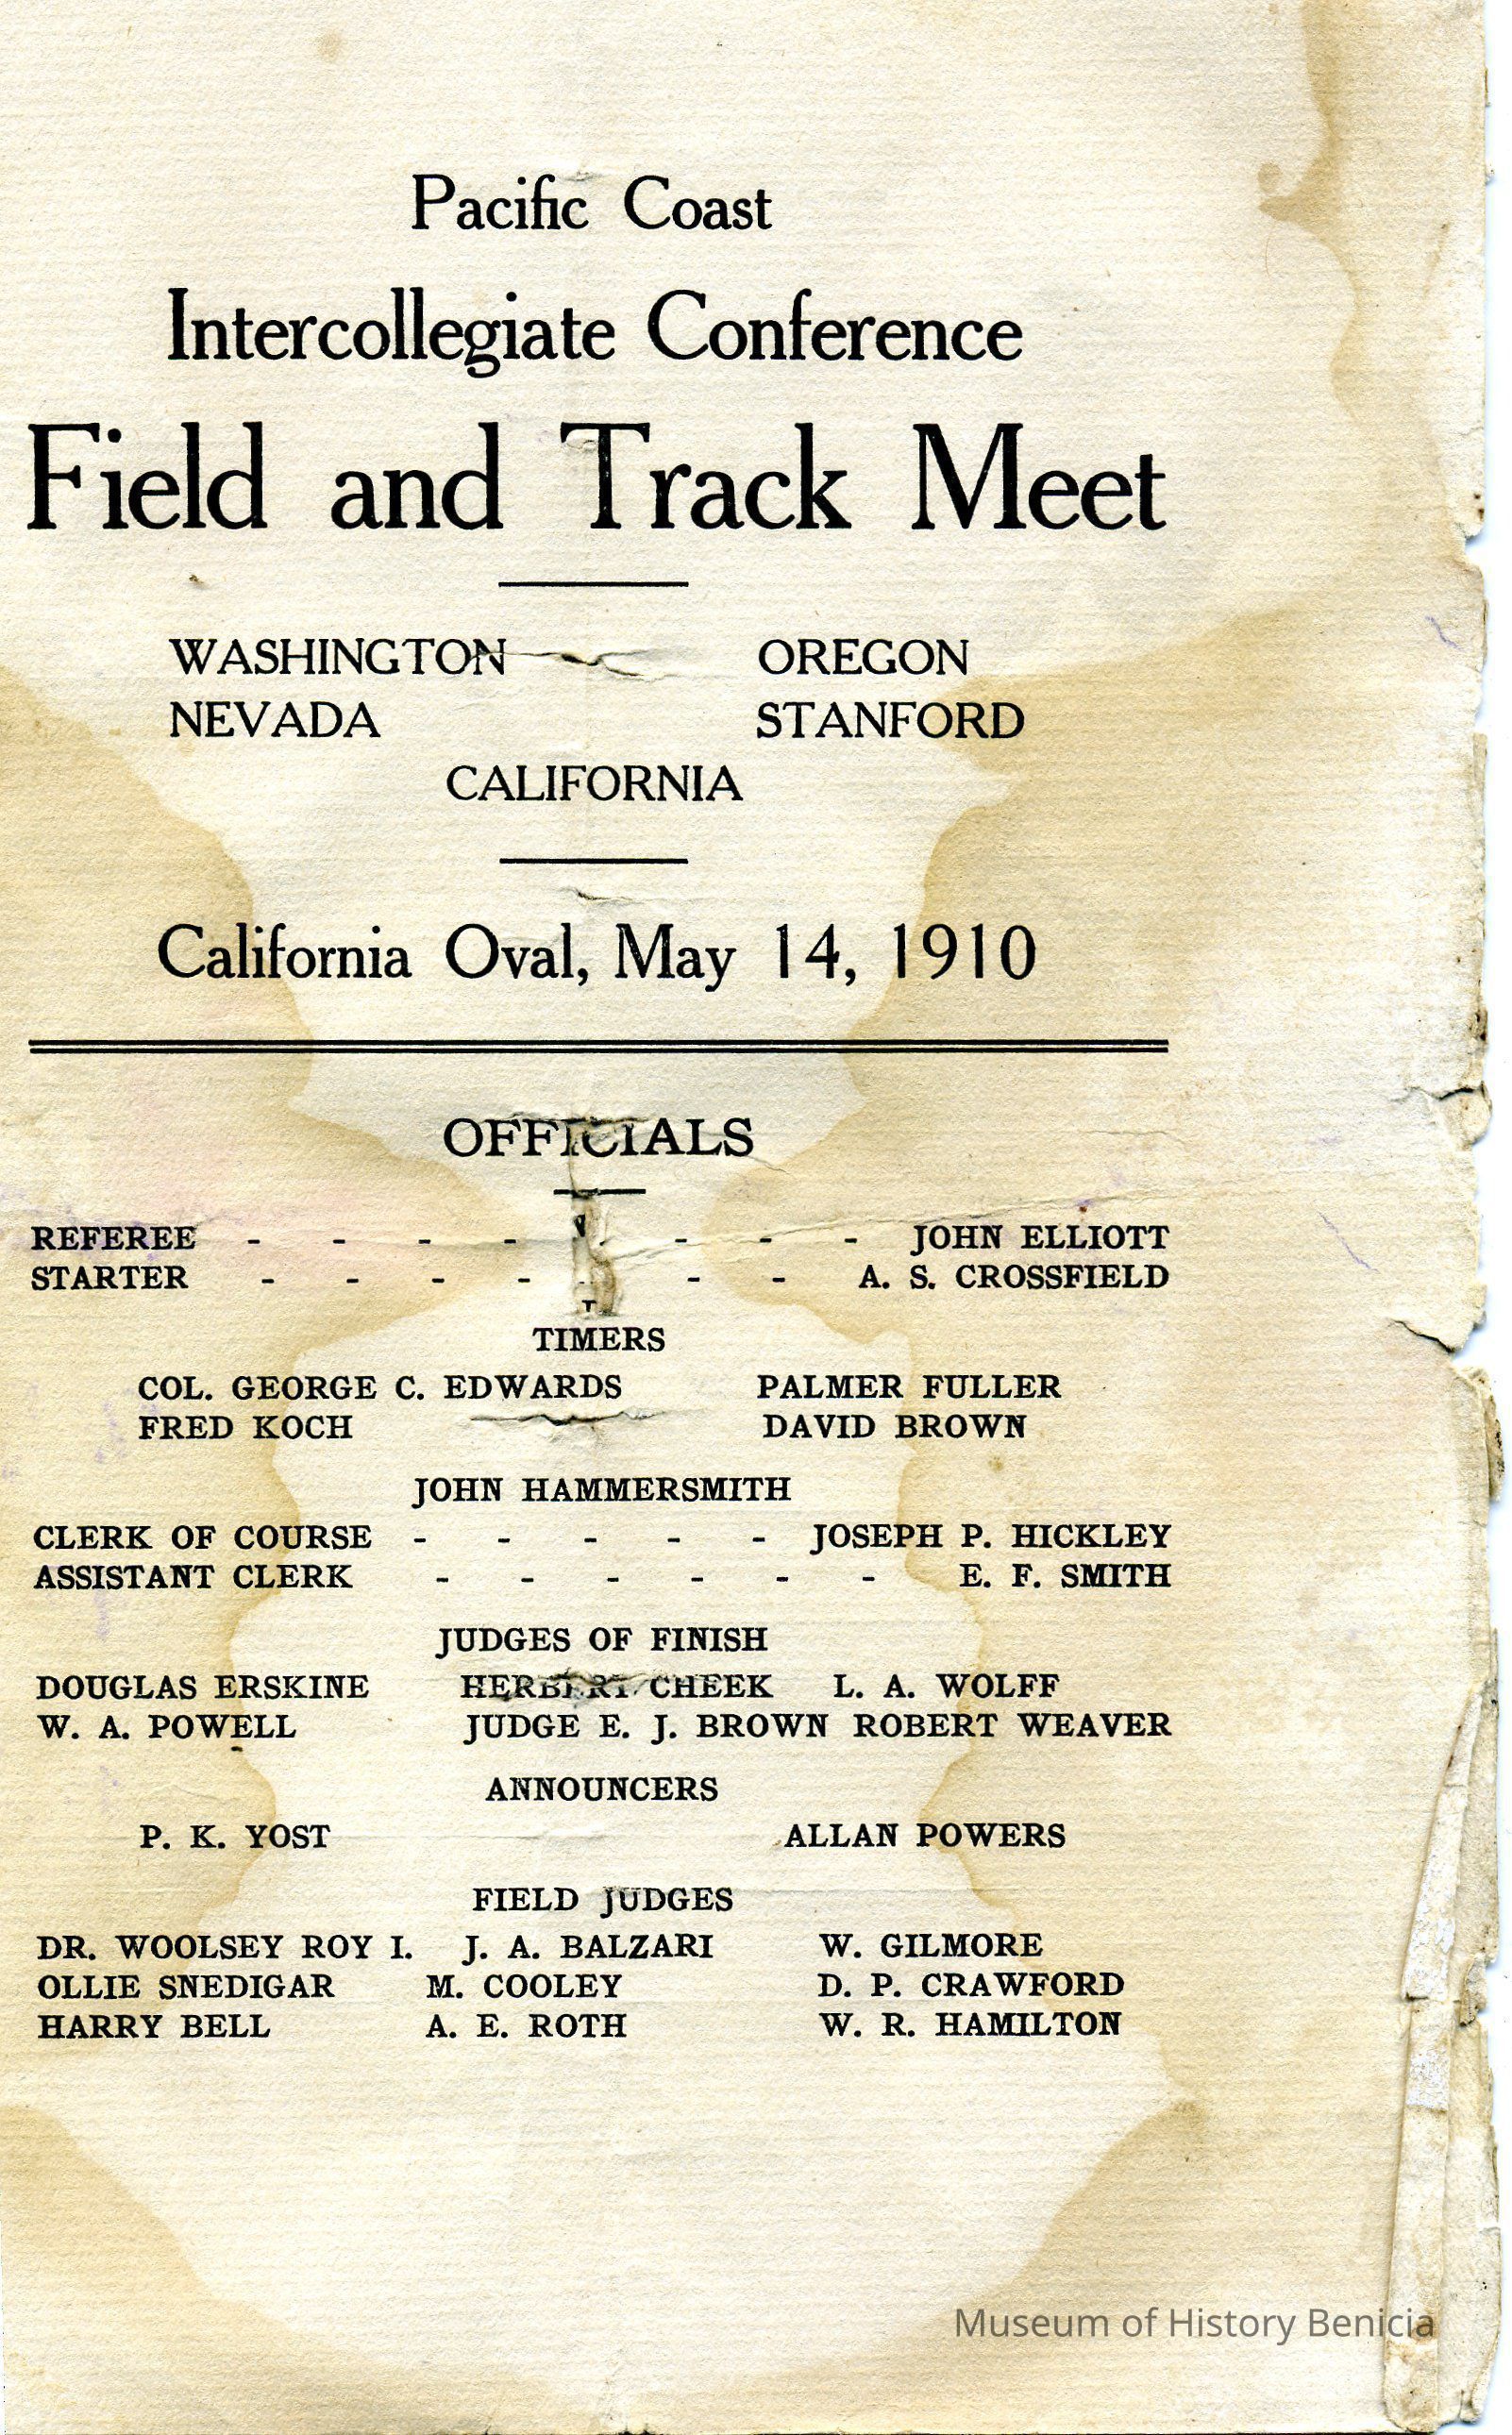 Pacific Coast
Intercollegiate Conference
Field and Track Meet
WASHINGTON OREGON
NEVADA STANFORD
CALIFORNIA
California Oval, May 14, 1910
OFFICIALS
REFEREE - - - - - - - JOHN ELLIOTT
STARTER - - - - - - A. S. CROSSFIELD
TIMERS
COL. GEORGE C. EDWARDS PALMER FULLER
FRED KOCH DAVID BROWN
JOHN HAMMERSMITH
CLERK OF COURSE - - - - - JOSEPH P. HICKLEY
ASSISTANT CLERK - - - - - - E. F. SMITH
JUDGES OF FINISH
DOUGLAS ERSKINE HERBERT CHEEK L. A. WOLFF
W. A. POWELL JUDGE E. J. BROWN ROBERT WEAVER
ANNOUNCERS
P. K. YOST ALLAN POWERS
FIELD JUDGES
DR. WOOLSEY ROY I. J. A. BALZARI W. GILMORE
OLLIE SNEDIGAR M. COOLEY D. P. CRAWFORD
HARRY BELL A. E. ROTH W. R. HAMILTON
Museum of History Benicia